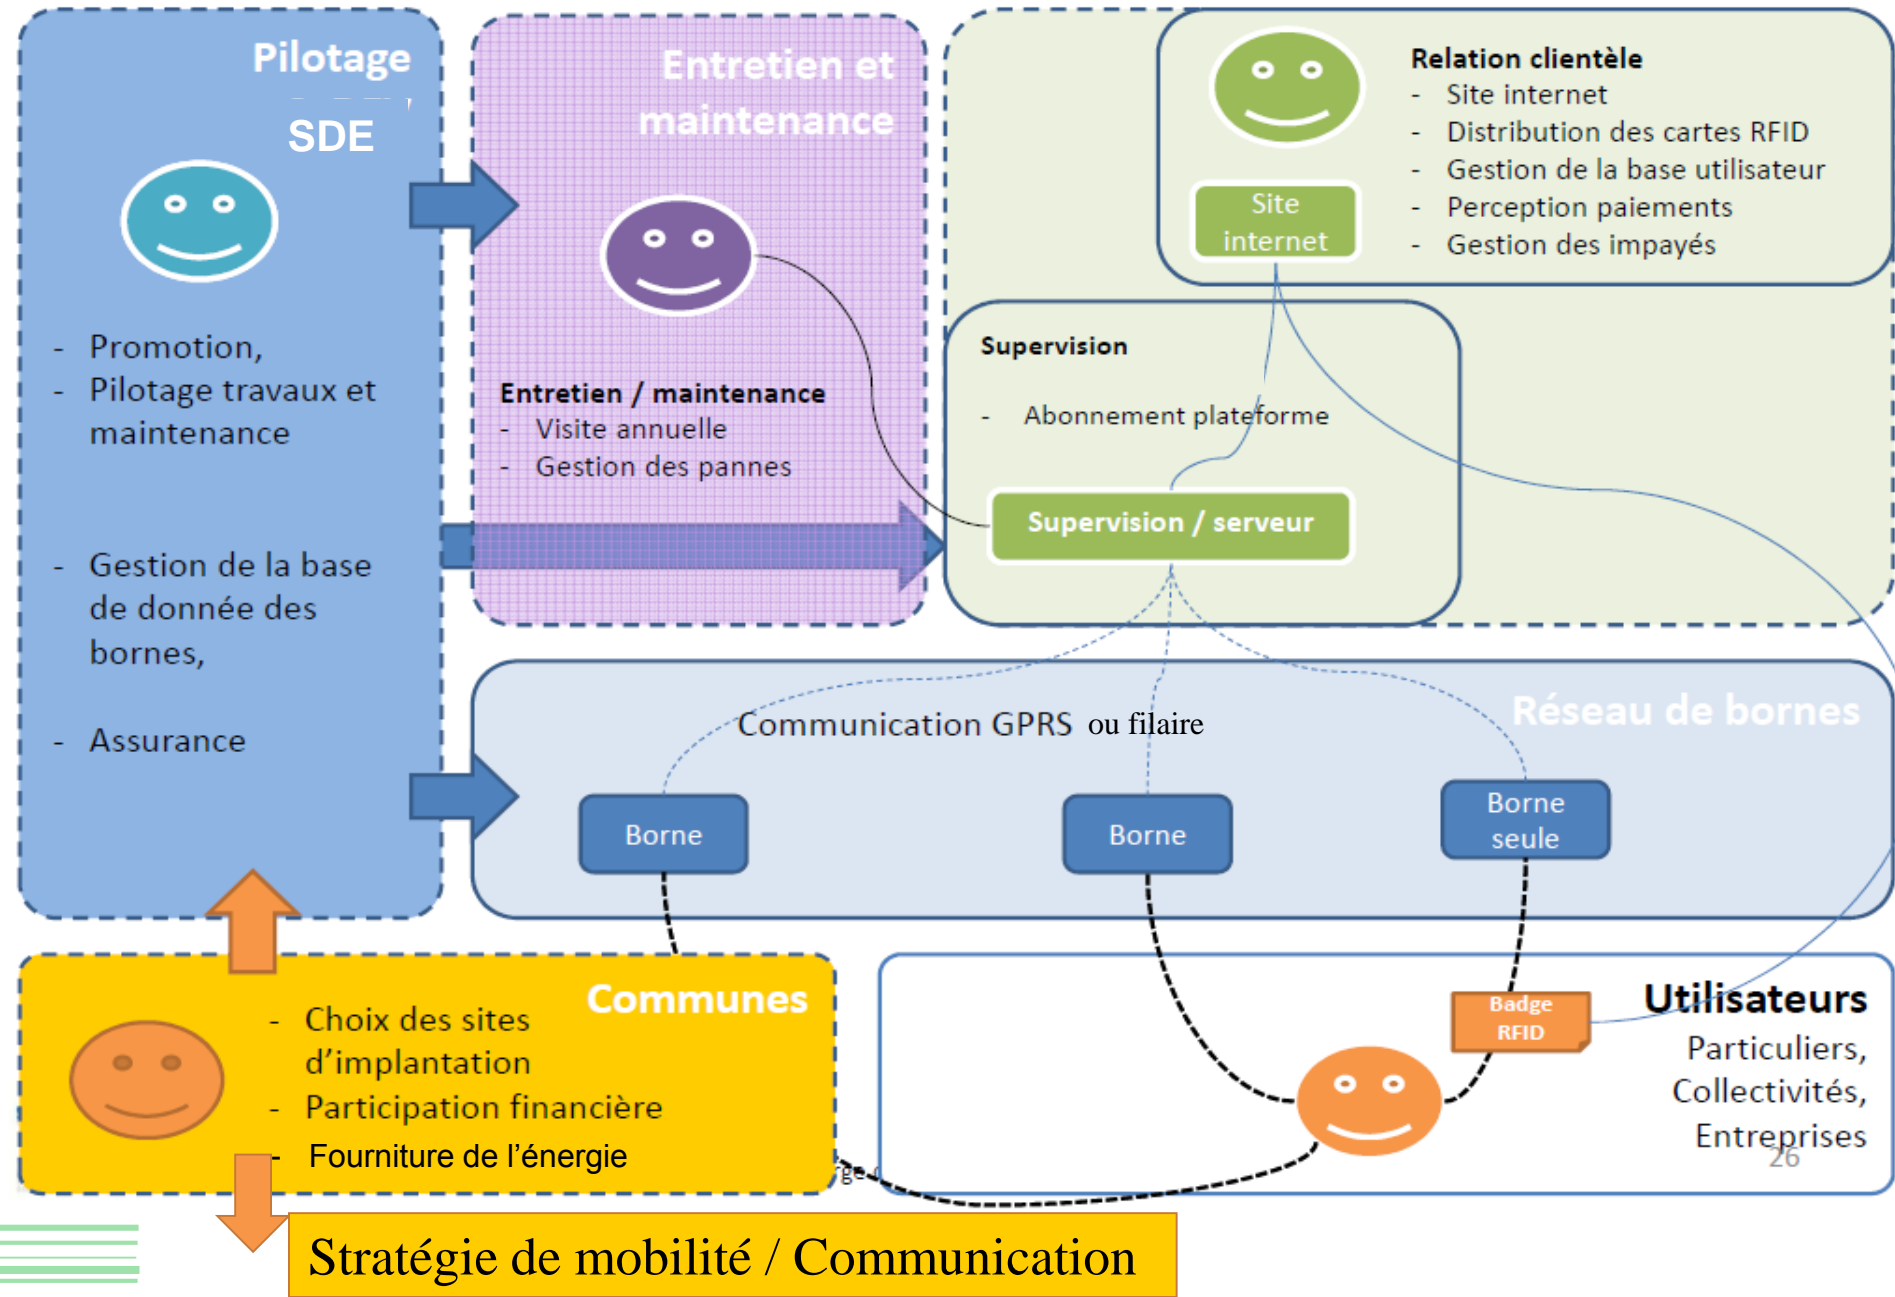 Pilotage
SDE
- Promotion,
- Pilotage travaux et
maintenance
- Gestion de la base
de donnée des
bornes,
- Assurance
Entretien et
maintenance
Entretien / maintenance
- Visite annuelle
- Gestion des pannes
Relation clientèle
- Site internet
- Distribution des cartes RFID
- Gestion de la base utilisateur
- Perception paiements
- Gestion des impayés
Site
internet
Supervision
- Abonnement plateforme
Supervision / serveur
Réseau de bornes
Communication GPRS ou filaire
Borne
Borne
Borne
seule
Communes
- Choix des sites
d'implantation
- Participation financière
- Fourniture de l'énergie
Utilisateurs
Particuliers,
Collectivités,
Entreprises
Badge
RFID
26
Stratégie de mobilité / Communication